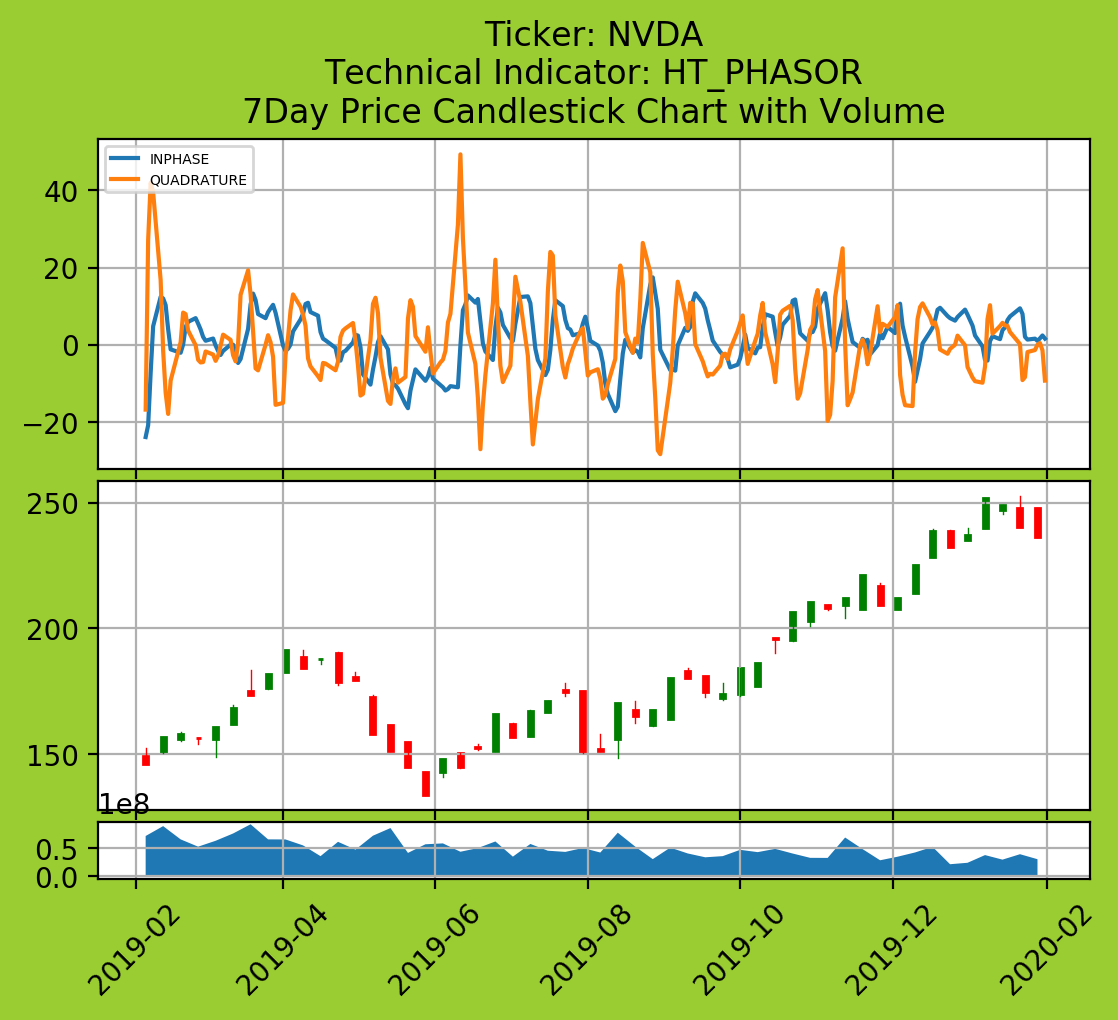 Ticker: NVDA
Technical Indicator: HT_PHASOR
7Day Price Candlestick Chart with Volume
INPHASE
QUADRATURE
40
20
0
−20
250
200
150
1e8
0.5
0.0
2019-02
2019-04
2019-06
2019-08
2019-10
2019-12
2020-02